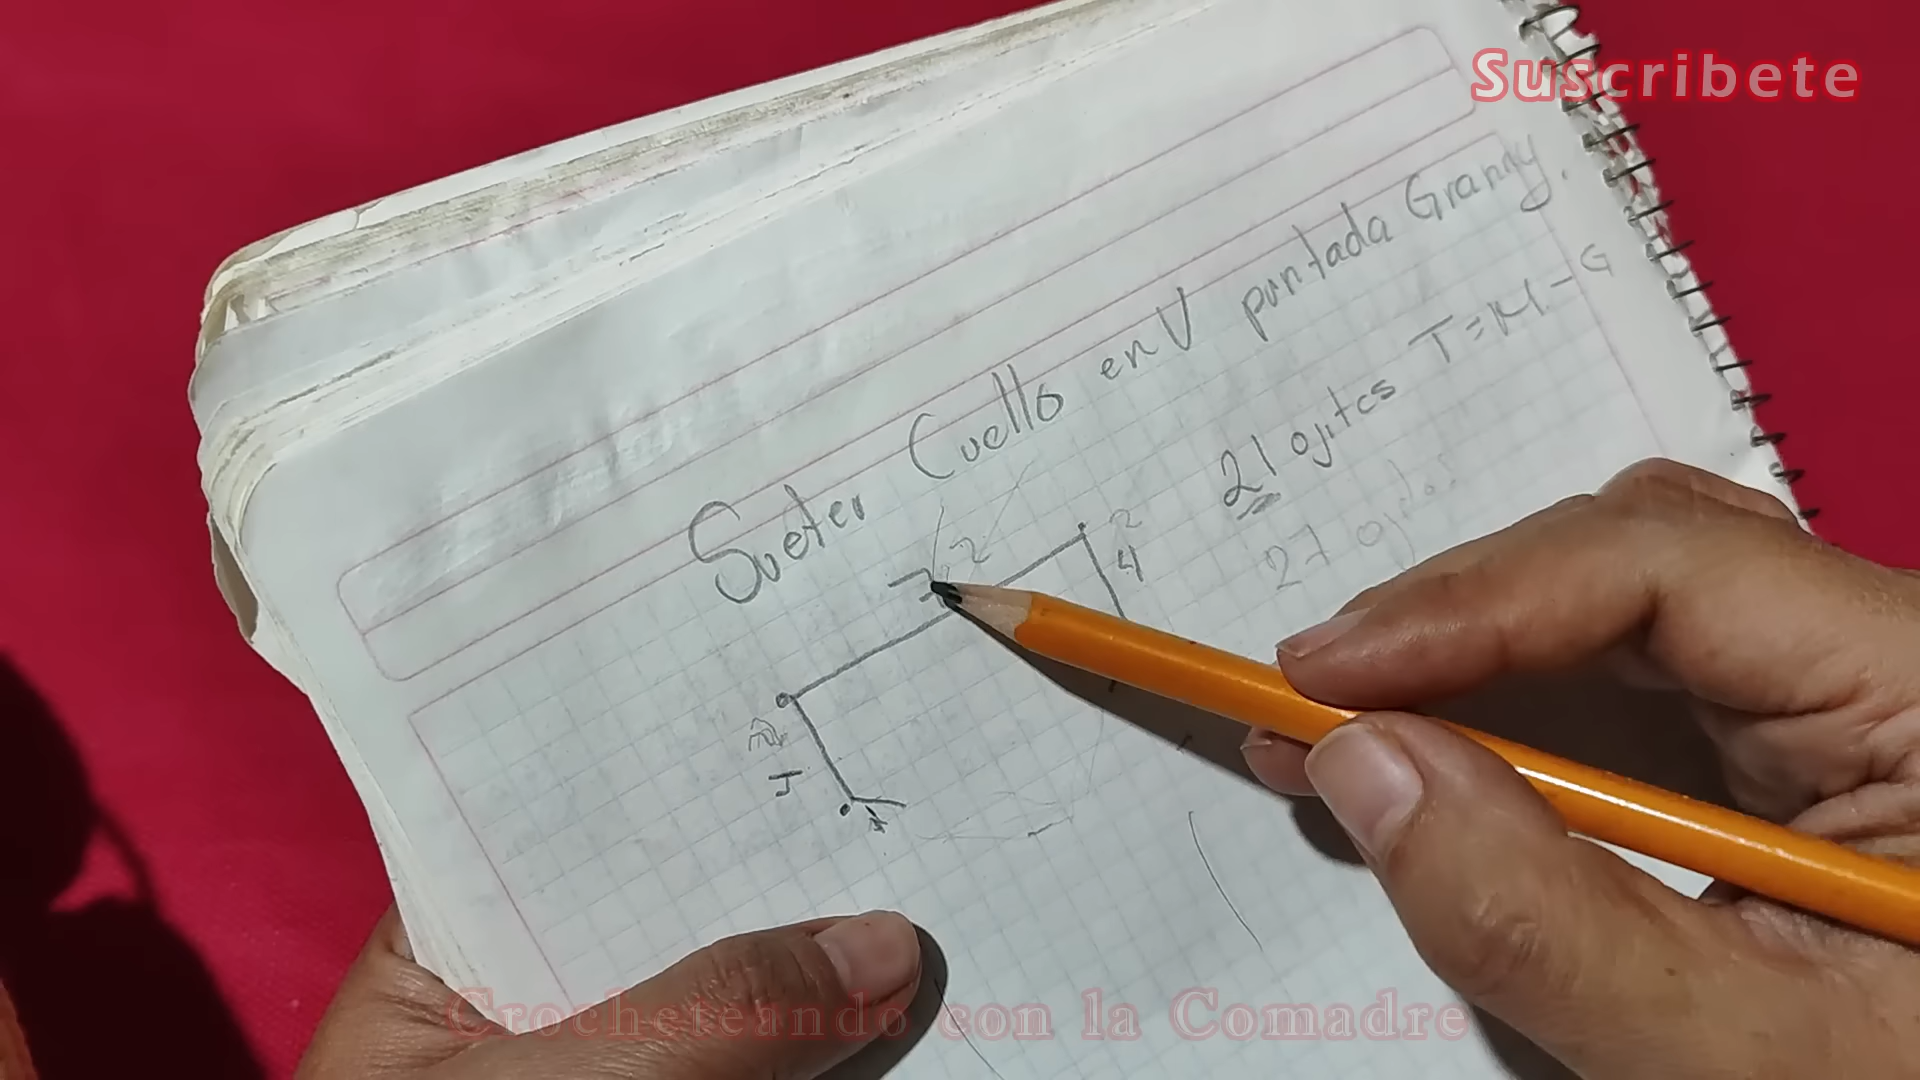 Suscribete
Sueter Cuello en V puntada Granny.
21 ojitos T=M.-G
27 ojitos
2
2
4
Crocheteando con la Comadre